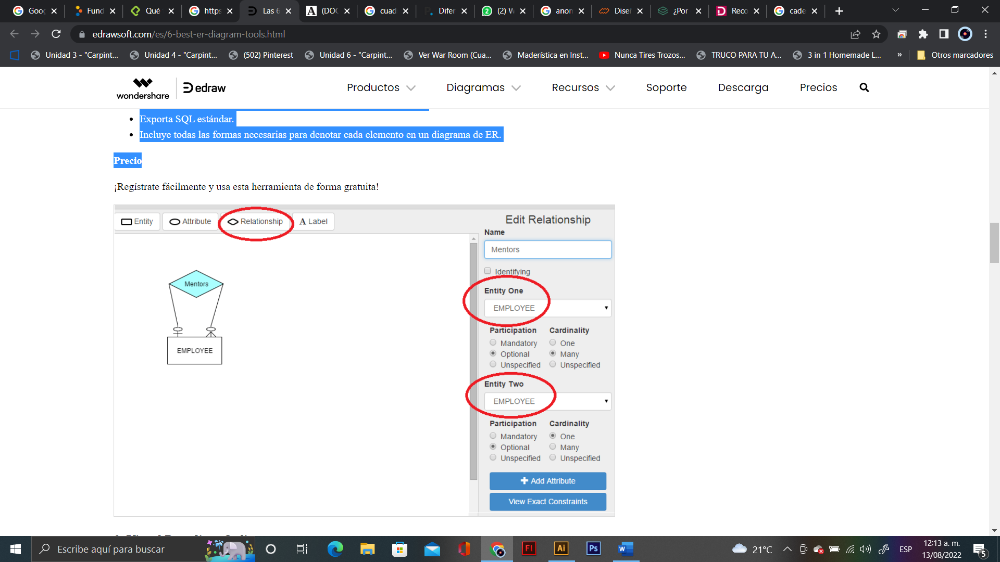 Goo
Fund
Qué
https
Las 6
(DOC
cuad
Difer
(2) W
anon
Diseñ
¿Por
Reco
cade
edrawsoft.com/es/6-best-er-diagram-tools.html
Unidad 3 - "Carpint...
Unidad 4 - "Carpint...
(502) Pinterest
Unidad 6 - "Carpint...
Ver War Room (Cua...
Maderística en Inst...
Nunca Tires Trozos...
TRUCO PARA TU A...
3 in 1 Homemade L...
»
Otros marcadores
wondershare
edraw
Productos
Diagramas
Recursos
Soporte
Descarga
Precios
• Exporta SQL estándar.
• Incluye todas las formas necesarias para denotar cada elemento en un diagrama de ER.
Precio
¡Regístrate fácilmente y usa esta herramienta de forma gratuita!
Entity
Attribute
Relationship
A Label
Mentors
EMPLOYEE
Edit Relationship
Name
Mentors
Identifying
Entity One
EMPLOYEE
Participation Cardinality
Mandatory One
Optional Many
Unspecified Unspecified
Entity Two
EMPLOYEE
Participation Cardinality
Mandatory One
Optional Many
Unspecified Unspecified
Add Attribute
View Exact Constraints
Escribe aquí para buscar
Fl
Ai
Ps
W
21°C
ESP
12:13 a. m.
13/08/2022
5